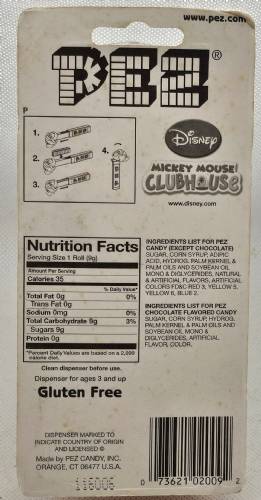 www.pez.com
PEZ®
P
1.
2.
3.
4.
Disney
MICKEY MOUSE
CLUBHOUSE
www.disney.com
Nutrition Facts
Serving Size 1 Roll (9g)
Amount Per Serving
Calories 35
% Daily Value*
Total Fat 0g 0%
Trans Fat 0g
Sodium 0mg 0%
Total Carbohydrate 9g 3%
Sugars 9g
Protein 0g
*Percent Daily Values are based on a 2,000
calorie diet.
INGREDIENTS LIST FOR PEZ
CANDY (EXCEPT CHOCOLATE)
SUGAR, CORN SYRUP, ADIPIC
ACID, HYDROG. PALM KERNEL &
PALM OILS AND SOYBEAN OIL
MONO & DIGLYCERIDES, NATURAL
& ARTIFICIAL FLAVORS, ARTIFICIAL
COLORS FD&C RED 3, YELLOW 5,
YELLOW 6, BLUE 2.
INGREDIENTS LIST FOR PEZ
CHOCOLATE FLAVORED CANDY
SUGAR, CORN SYRUP, HYDROG.
PALM KERNEL & PALM OILS AND
SOYBEAN OIL MONO &
DIGLYCERIDES, ARTIFICIAL
FLAVOR, COLOR.
Clean dispenser before use.
Dispenser for ages 3 and up
Gluten Free
DISPENSER MARKED TO
INDICATE COUNTRY OF ORIGIN
AND LICENSED ©
Made by PEZ CANDY, INC.
ORANGE, CT 06477 U.S.A.
0 73621 02009 2